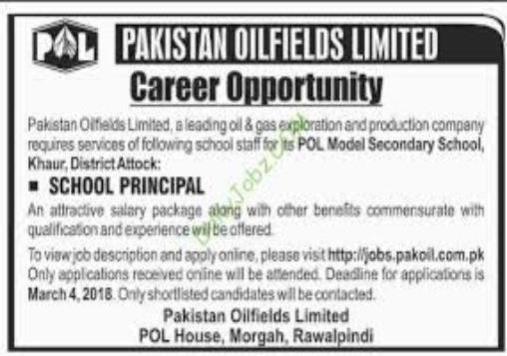 POL PAKISTAN OILFIELDS LIMITED
Career Opportunity
Pakistan Oilfields Limited, a leading oil & gas exploration and production company
requires services of following school staff for its POL Model Secondary School,
Khaur, District Attock:
■ SCHOOL PRINCIPAL
An attractive salary package along with other benefits commensurate with
qualification and experience will be offered.
To view job description and apply online, please visit http://jobs.pakoil.com.pk
Only applications received online will be attended. Deadline for applications is
March 4, 2018. Only shortlisted candidates will be contacted.
Pakistan Oilfields Limited
POL House, Morgah, Rawalpindi